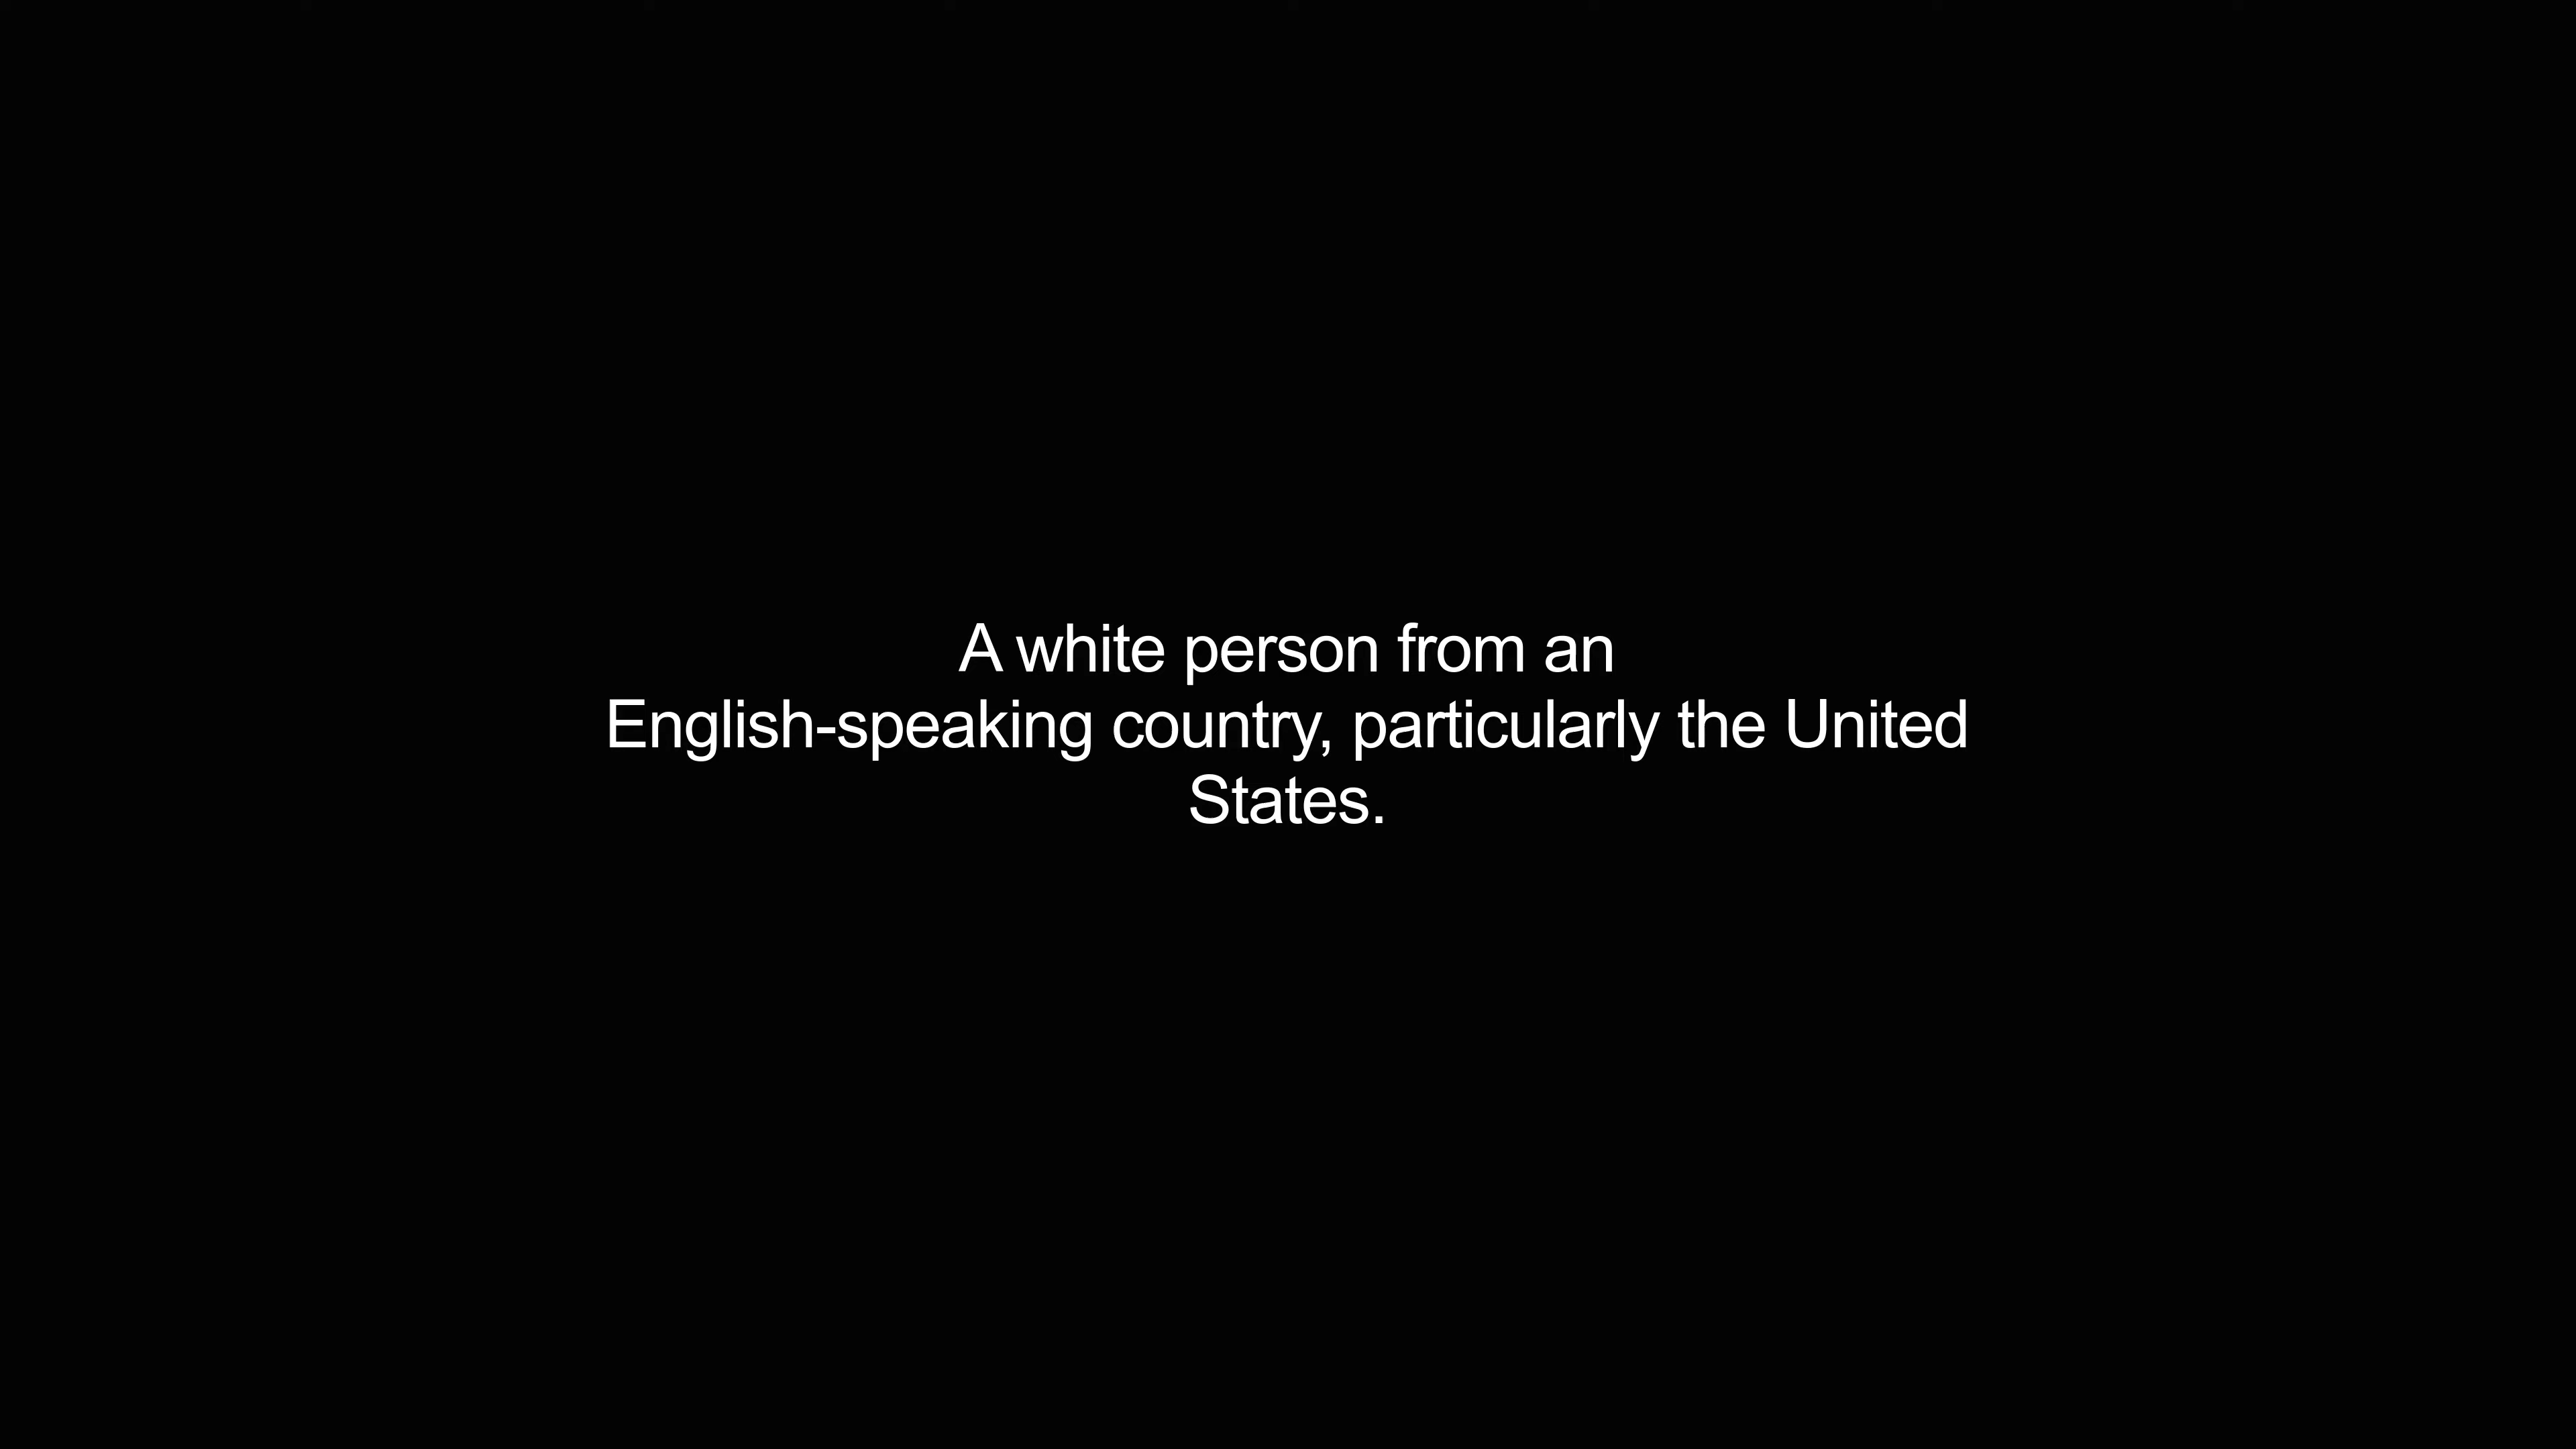 A white person from an
English-speaking country, particularly the United
States.